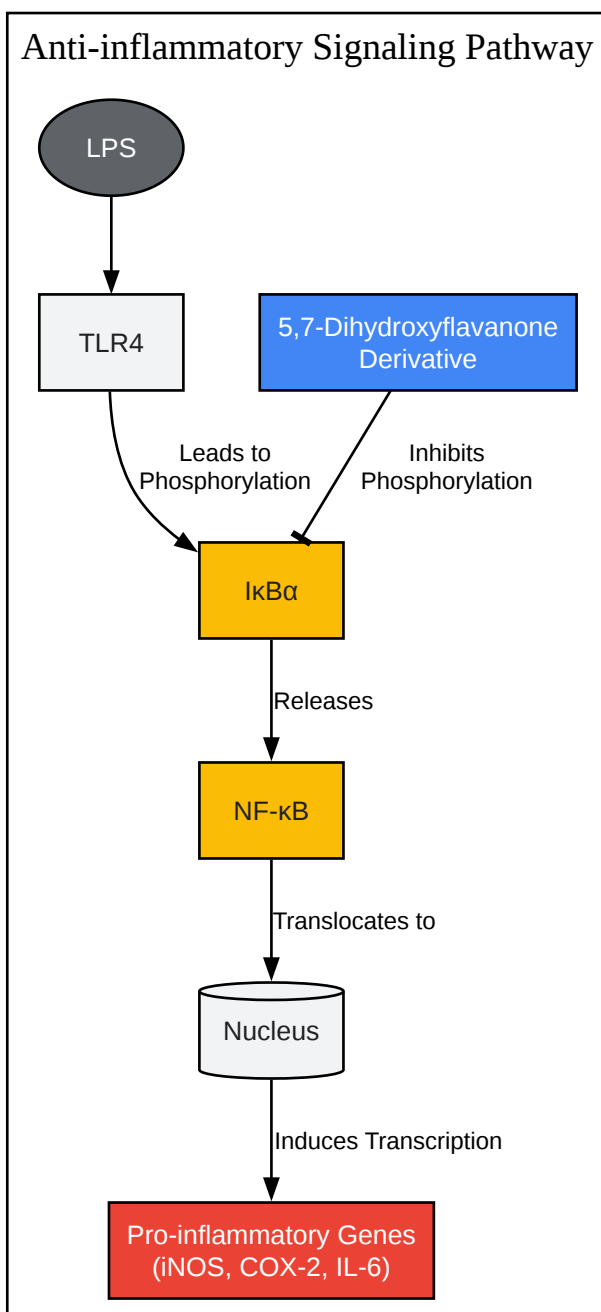 Anti-inflammatory Signaling Pathway
LPS
TLR4
5,7-Dihydroxyflavanone
Derivative
Leads to
Phosphorylation
Inhibits
Phosphorylation
IκBα
Releases
NF-κB
Translocates to
Nucleus
Induces Transcription
Pro-inflammatory Genes
(iNOS, COX-2, IL-6)